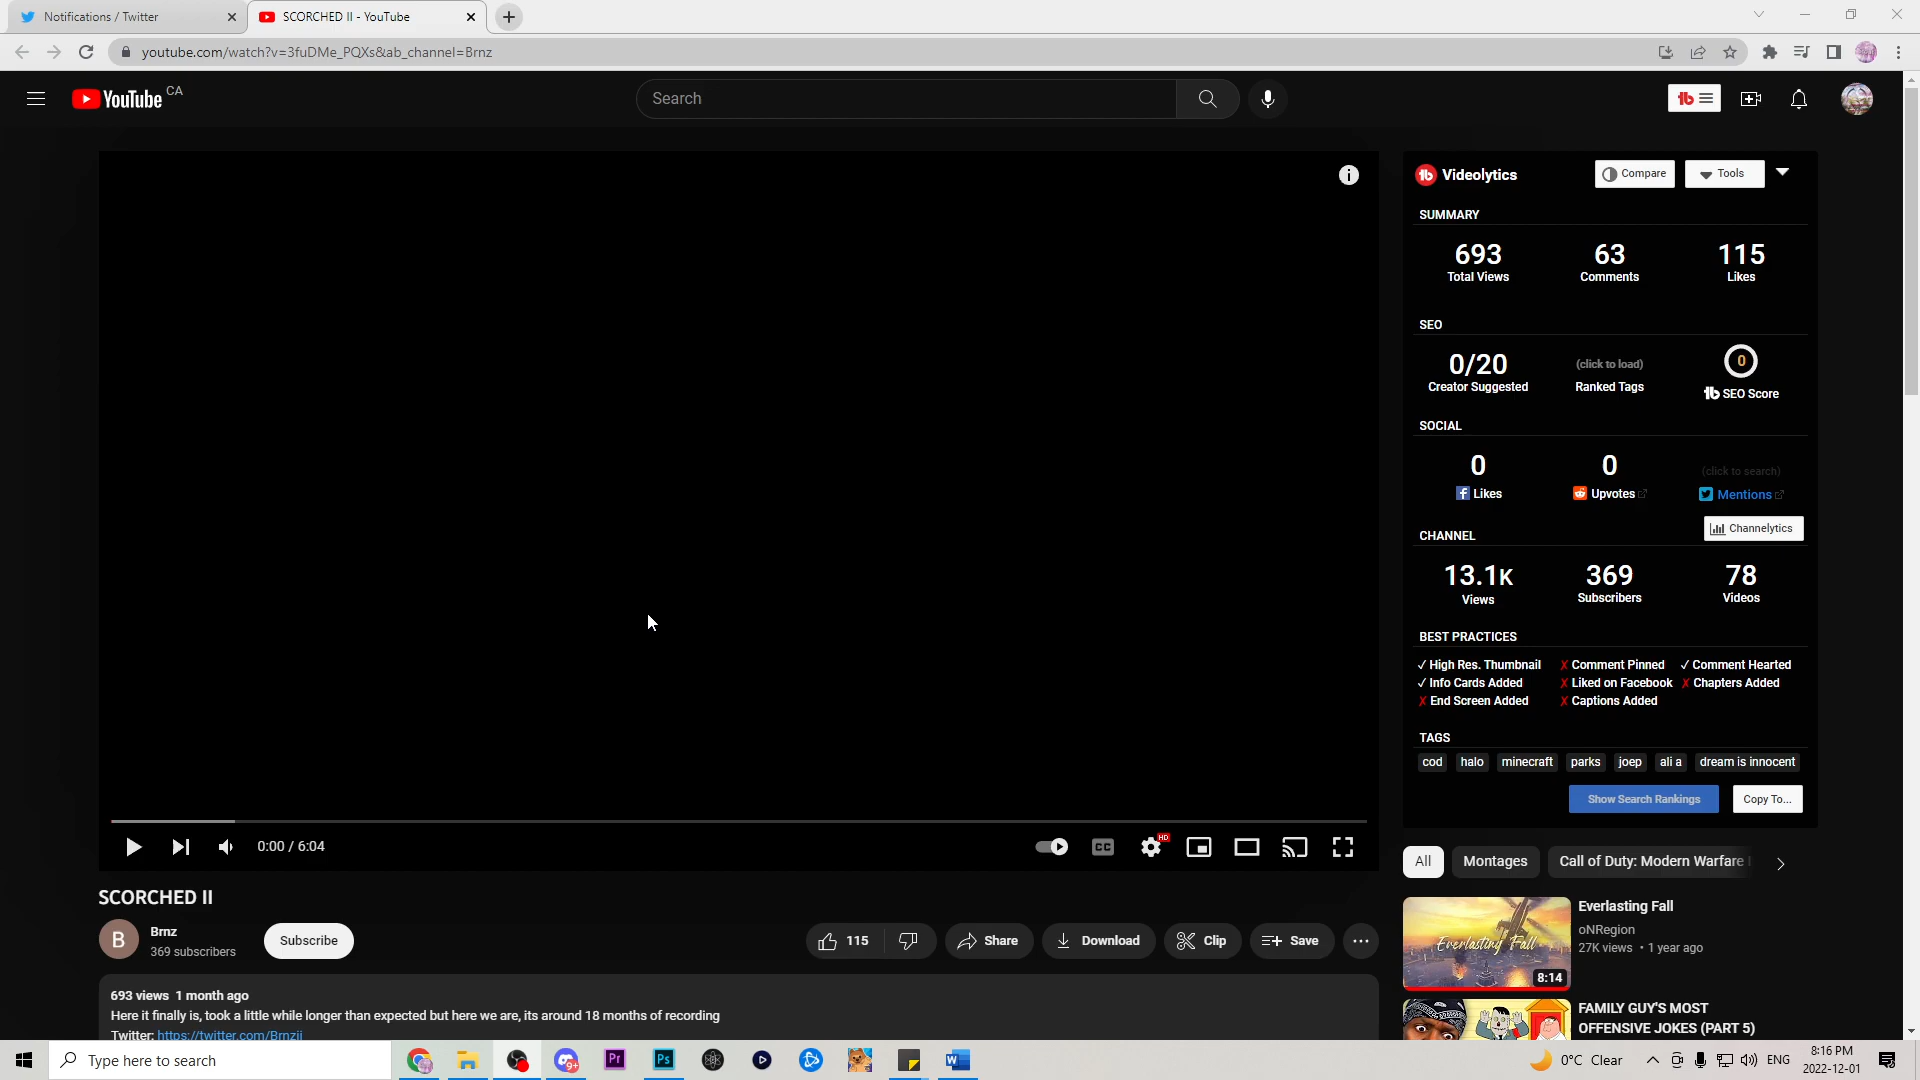 Notifications / Twitter
SCORCHED II - YouTube
youtube.com/watch?v=3fuDMe_PQXs&ab_channel=Brnz
YouTube CA
Search
Videolytics
Compare
Tools
SUMMARY
693 63 115
Total Views Comments Likes
SEO
0/20 (click to load) 0
Creator Suggested Ranked Tags SEO Score
SOCIAL
0 0 (click to search)
Likes Upvotes Mentions
CHANNEL Channelytics
13.1K 369 78
Views Subscribers Videos
BEST PRACTICES
✓ High Res. Thumbnail ✗ Comment Pinned ✓ Comment Hearted
✓ Info Cards Added ✗ Liked on Facebook ✗ Chapters Added
✗ End Screen Added ✗ Captions Added
TAGS
cod halo minecraft parks joep ali a dream is innocent
Show Search Rankings Copy To...
0:00 / 6:04
CC
HD
SCORCHED II
B
Brnz
369 subscribers
Subscribe
115
Share
Download
Clip
Save
693 views 1 month ago
Here it finally is, took a little while longer than expected but here we are, its around 18 months of recording
Twitter: https://twitter.com/Brnzii
All Montages Call of Duty: Modern Warfare
Everlasting Fall
8:14
Everlasting Fall
oNRegion
27K views • 1 year ago
FAMILY GUY'S MOST
OFFENSIVE JOKES (PART 5)
Type here to search
9+
Pr
Ps
W
0°C Clear
ENG
8:16 PM
2022-12-01